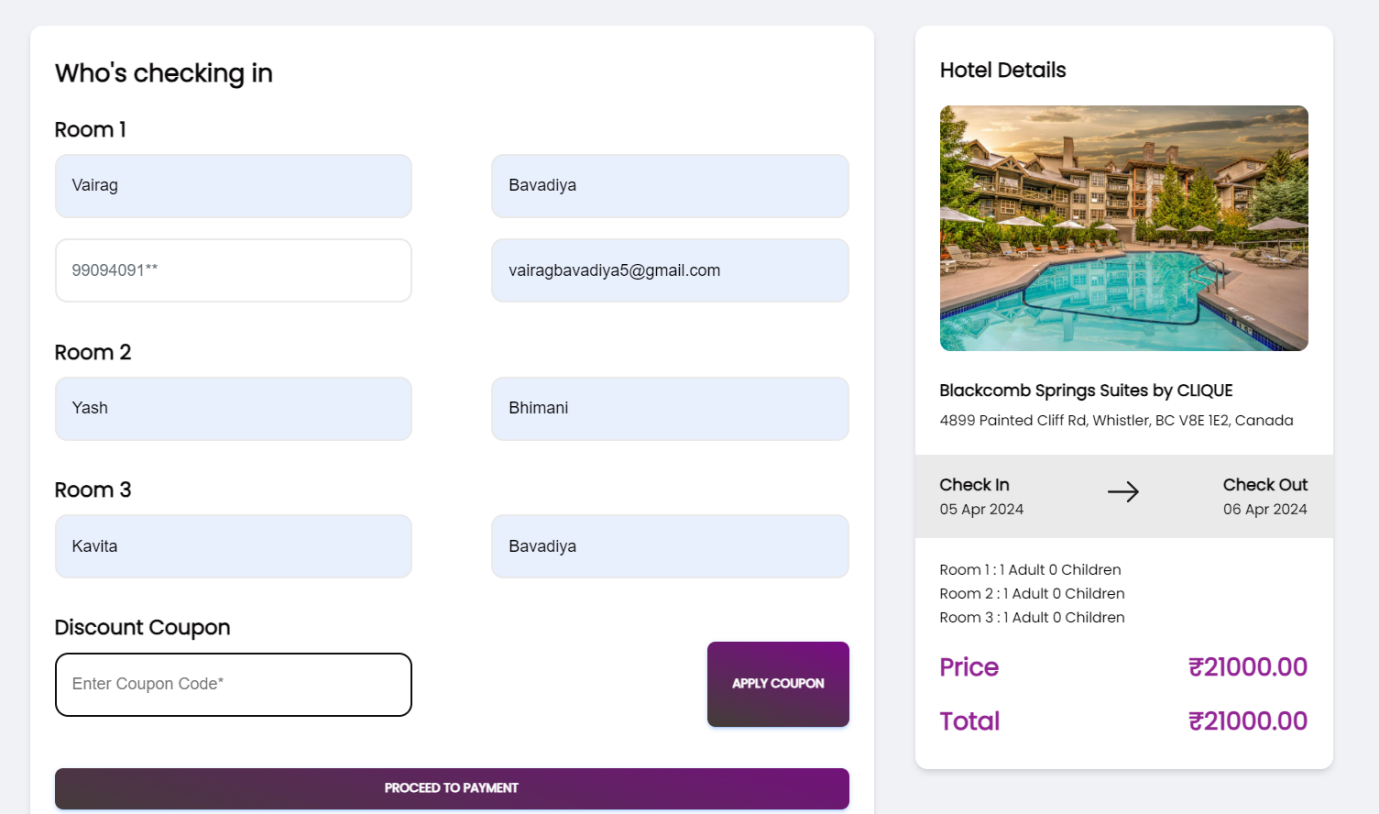 Who's checking in
Room 1
Vairag
Bavadiya
99094091**
vairagbavadiya5@gmail.com
Room 2
Yash
Bhimani
Room 3
Kavita
Bavadiya
Discount Coupon
Enter Coupon Code*
APPLY COUPON
PROCEED TO PAYMENT
Hotel Details
Blackcomb Springs Suites by CLIQUE
4899 Painted Cliff Rd, Whistler, BC V8E 1E2, Canada
Check In
Check Out
05 Apr 2024
06 Apr 2024
Room 1 : 1 Adult 0 Children
Room 2 : 1 Adult 0 Children
Room 3 : 1 Adult 0 Children
Price ₹21000.00
Total ₹21000.00